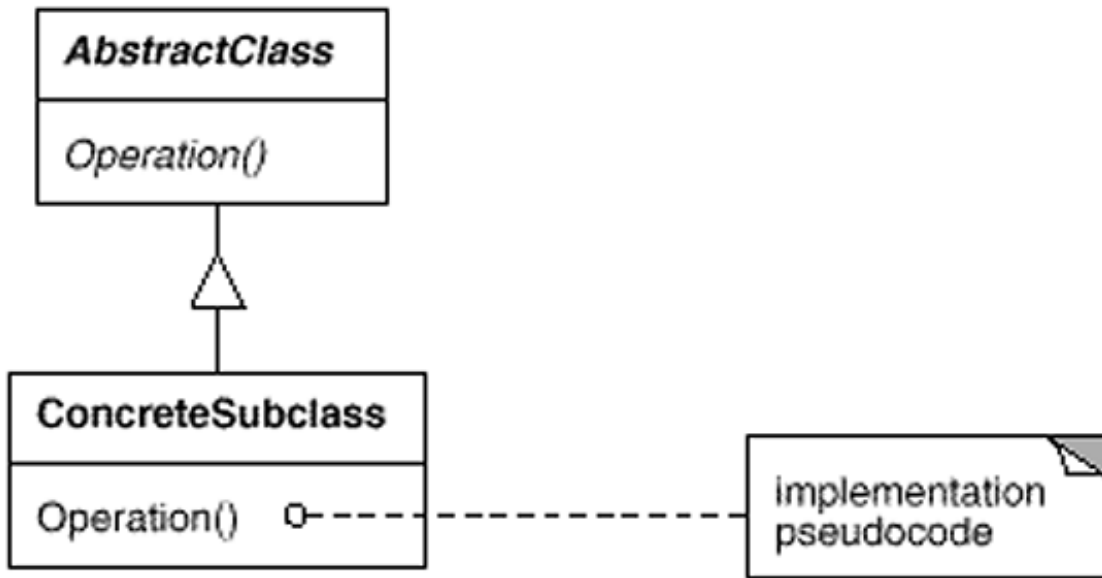 AbstractClass
Operation()
ConcreteSubclass
Operation()
implementation
pseudocode